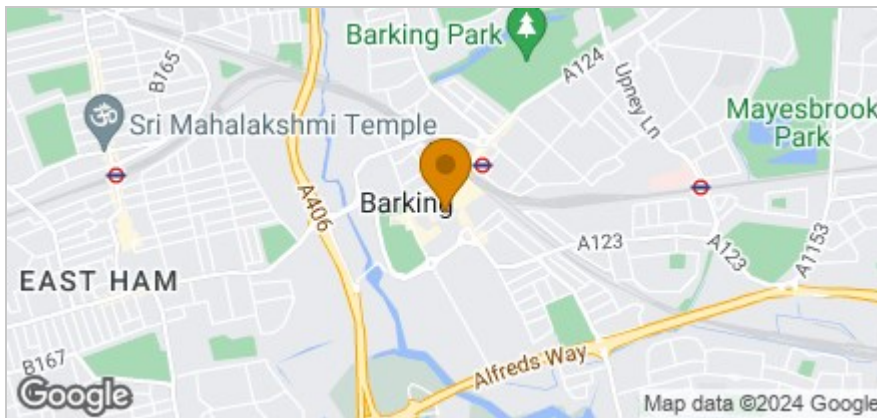 Barking Park
B165
A124
Upney Ln
Mayesbrook
Park
ॐ
Sri Mahalakshmi Temple
A406
Barking
A123
A123
A1153
EAST HAM
B167
Alfreds Way
Google
Map data ©2024 Google